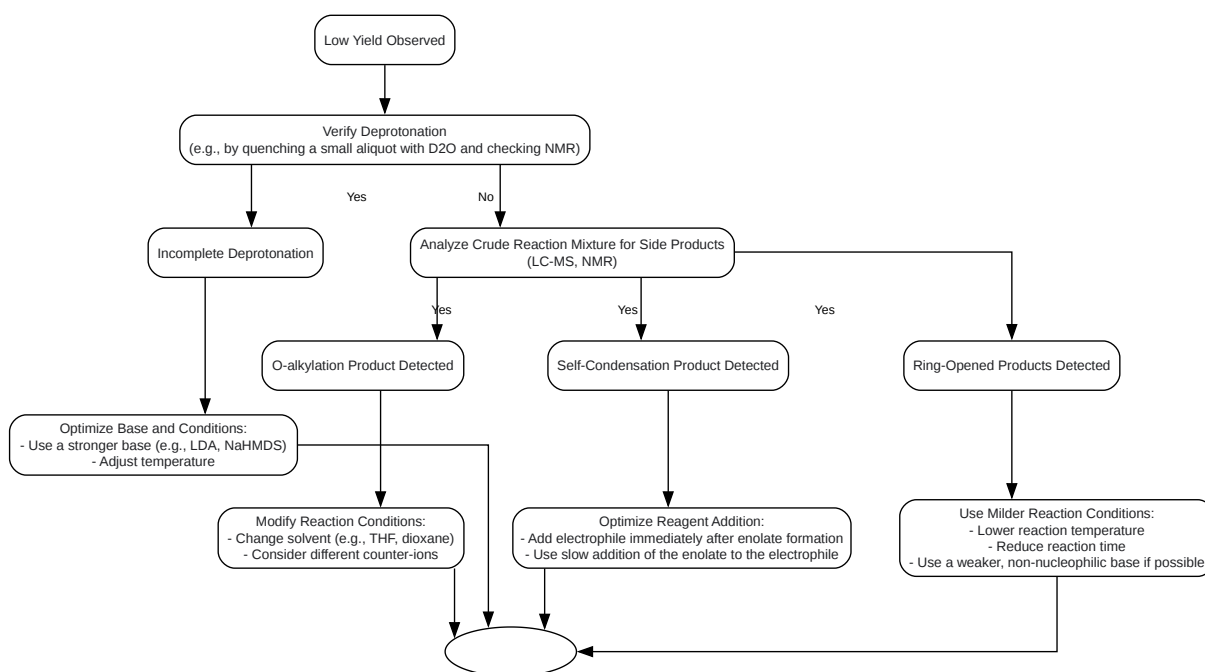 Low Yield Observed
Verify Deprotonation
(e.g., by quenching a small aliquot with D2O and checking NMR)
Yes
No
Incomplete Deprotonation
Analyze Crude Reaction Mixture for Side Products
(LC-MS, NMR)
Yes
Yes
Yes
O-alkylation Product Detected
Self-Condensation Product Detected
Ring-Opened Products Detected
Optimize Base and Conditions:
- Use a stronger base (e.g., LDA, NaHMDS)
- Adjust temperature
Modify Reaction Conditions:
- Change solvent (e.g., THF, dioxane)
- Consider different counter-ions
Optimize Reagent Addition:
- Add electrophile immediately after enolate formation
- Use slow addition of the enolate to the electrophile
Use Milder Reaction Conditions:
- Lower reaction temperature
- Reduce reaction time
- Use a weaker, non-nucleophilic base if possible